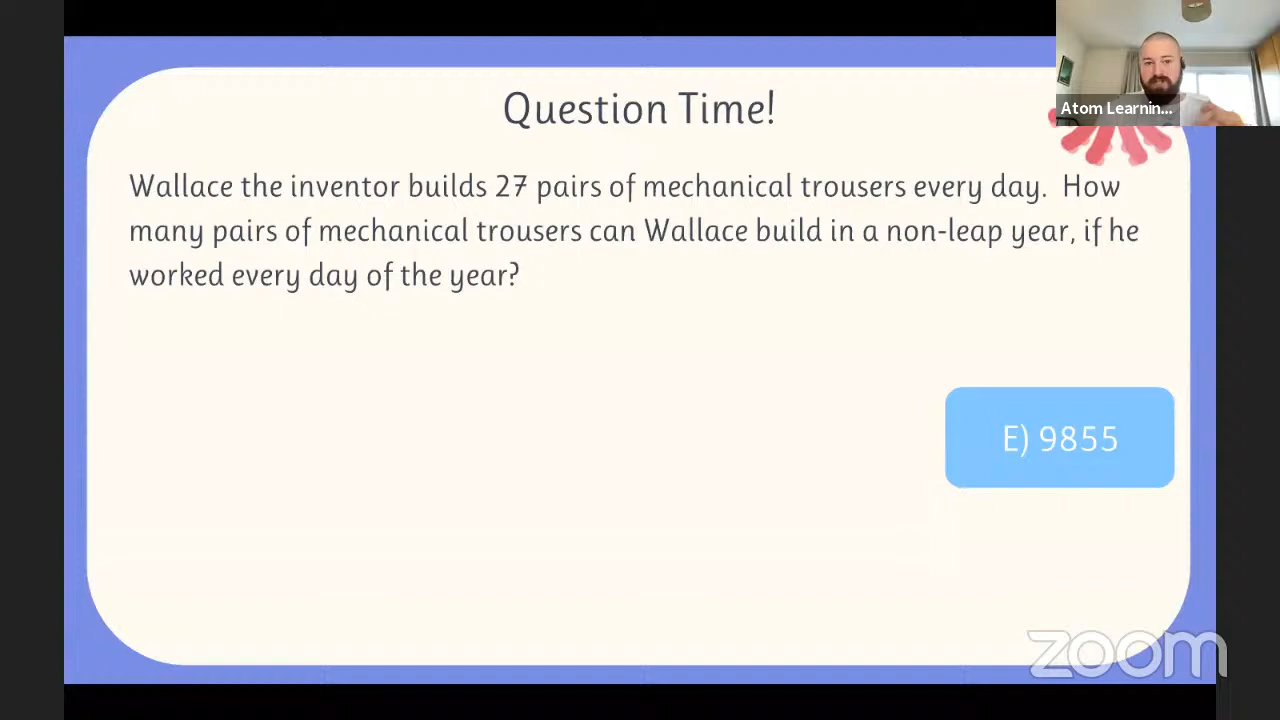 Atom Learnin...
Question Time!
Wallace the inventor builds 27 pairs of mechanical trousers every day. How
many pairs of mechanical trousers can Wallace build in a non-leap year, if he
worked every day of the year?
E) 9855
zoom